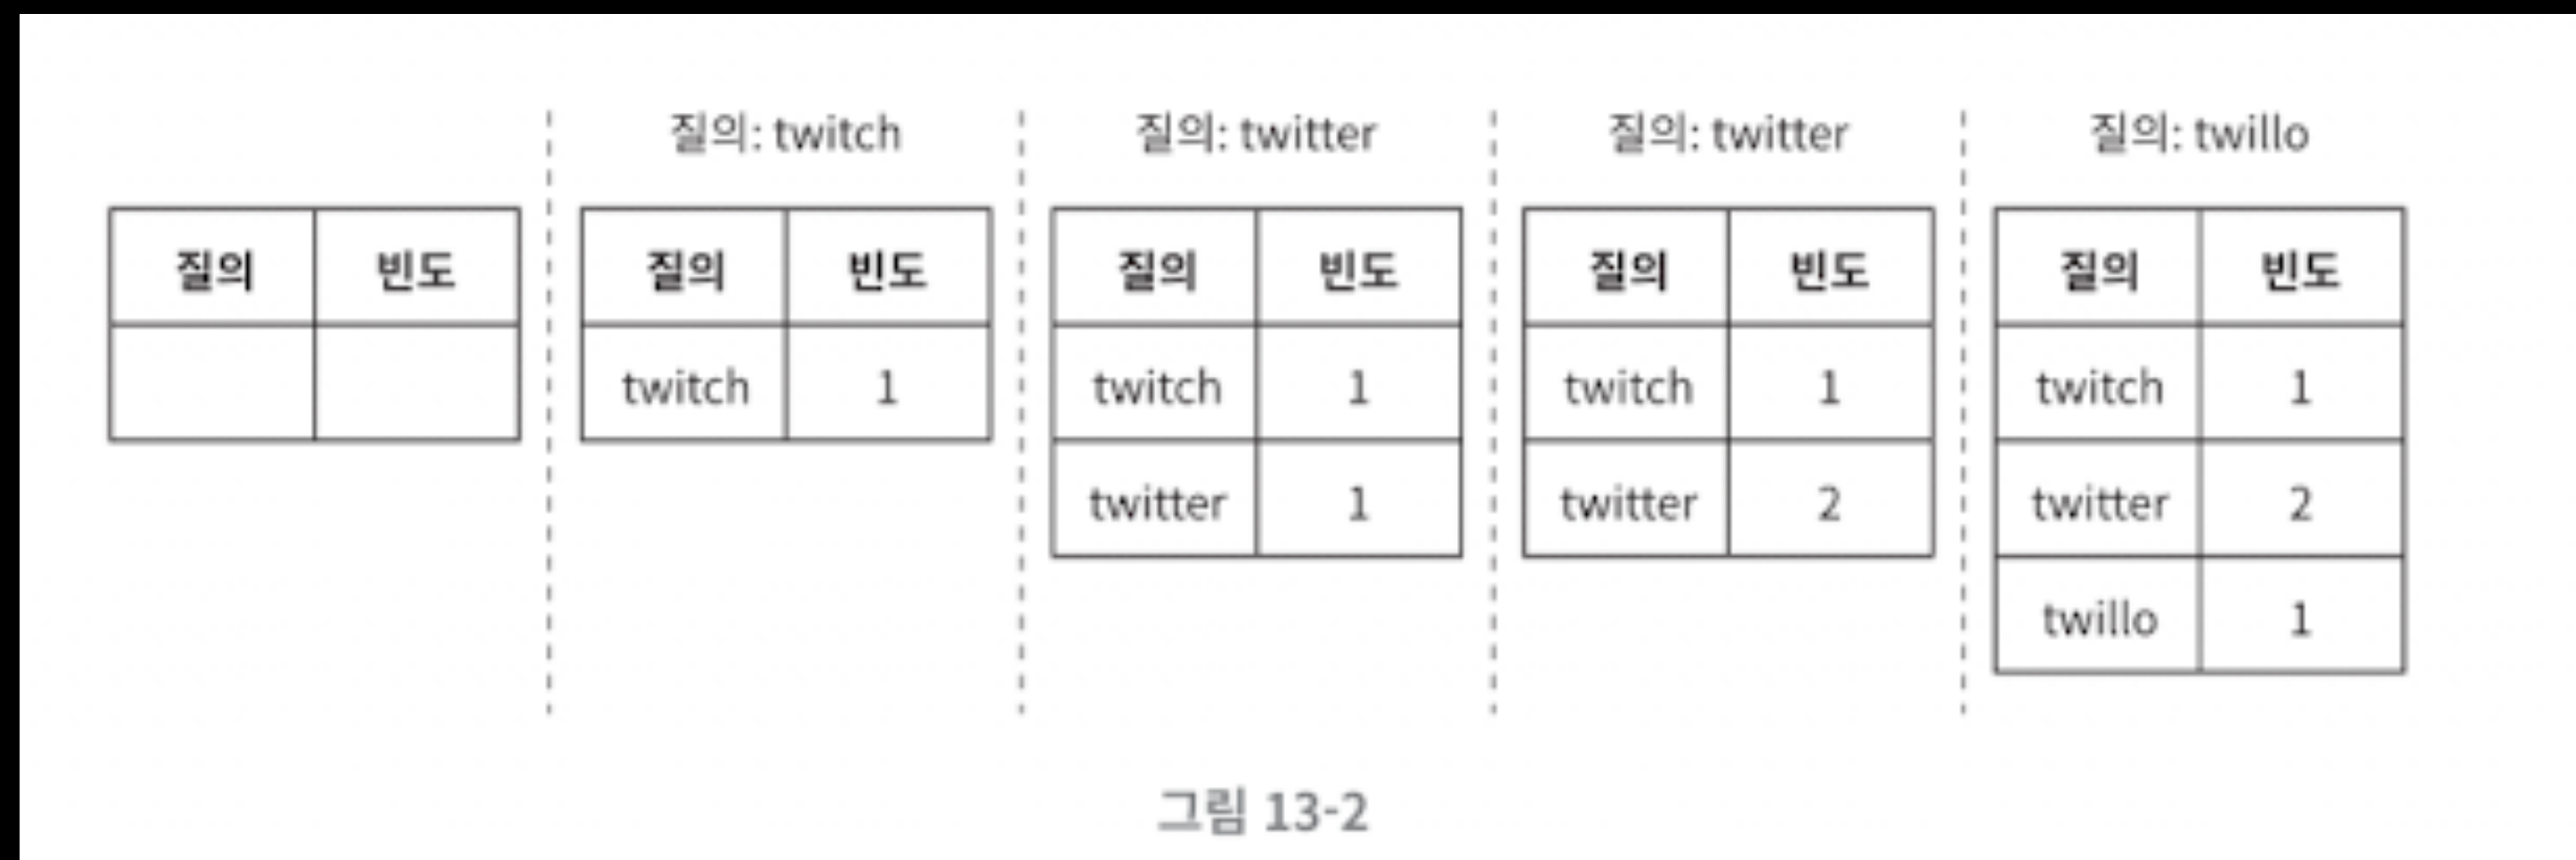 질의: twitch 질의: twitter 질의: twitter 질의: twillo
질의 빈도 질의 빈도 질의 빈도 질의 빈도 질의 빈도
twitch 1 twitch 1 twitch 1 twitch 1
twitter 1 twitter 2 twitter 2
twillo 1
그림 13-2